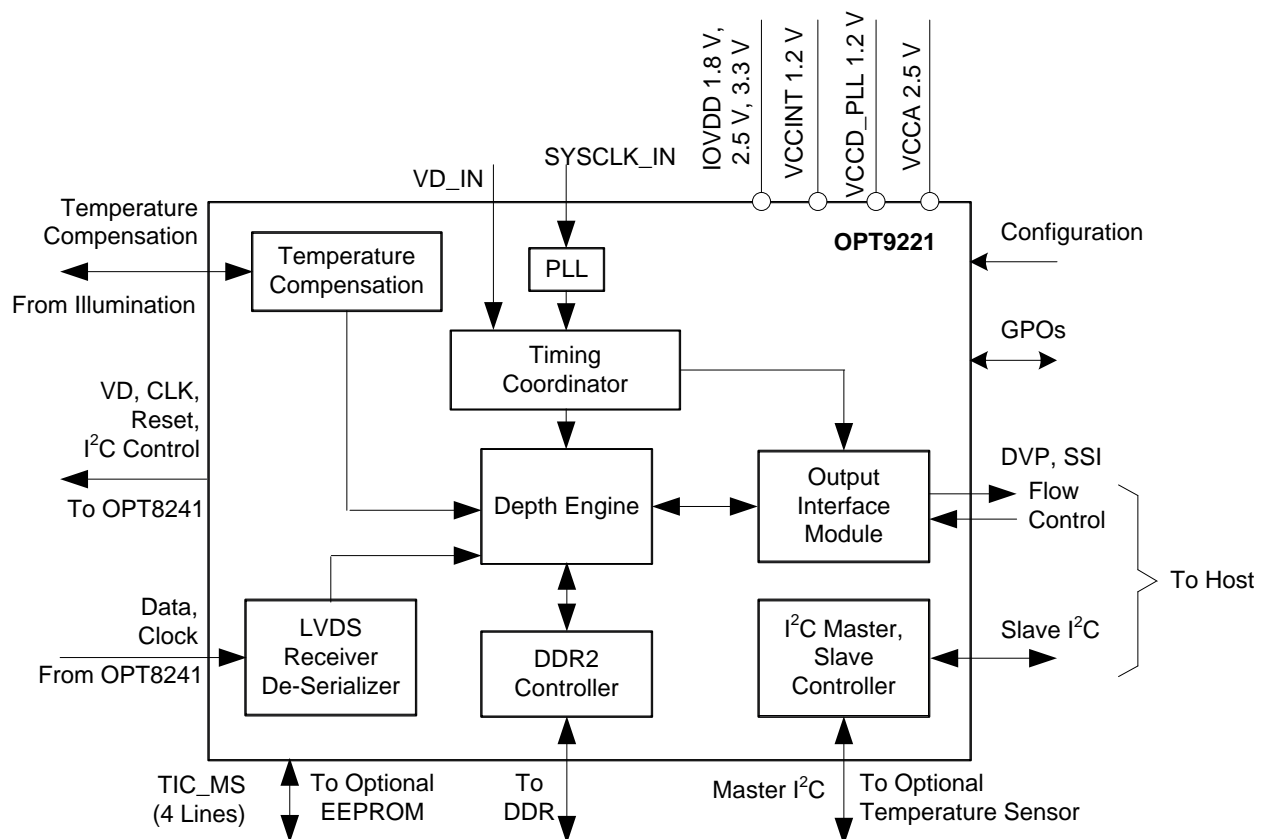 IOVDD 1.8 V,
2.5 V, 3.3 V
VCCINT 1.2 V
VCCD_PLL 1.2 V
VCCA 2.5 V
SYSCLK_IN
VD_IN
Temperature
Compensation
From Illumination
Temperature
Compensation
PLL
OPT9221
Configuration
GPOs
Timing
Coordinator
VD, CLK,
Reset,
I²C Control
To OPT8241
Depth Engine
Output
Interface
Module
DVP, SSI
Flow
Control
To Host
Data,
Clock
From OPT8241
LVDS
Receiver
De-Serializer
DDR2
Controller
I²C Master,
Slave
Controller
Slave I²C
TIC_MS
(4 Lines)
To Optional
EEPROM
To
DDR
Master I²C
To Optional
Temperature Sensor